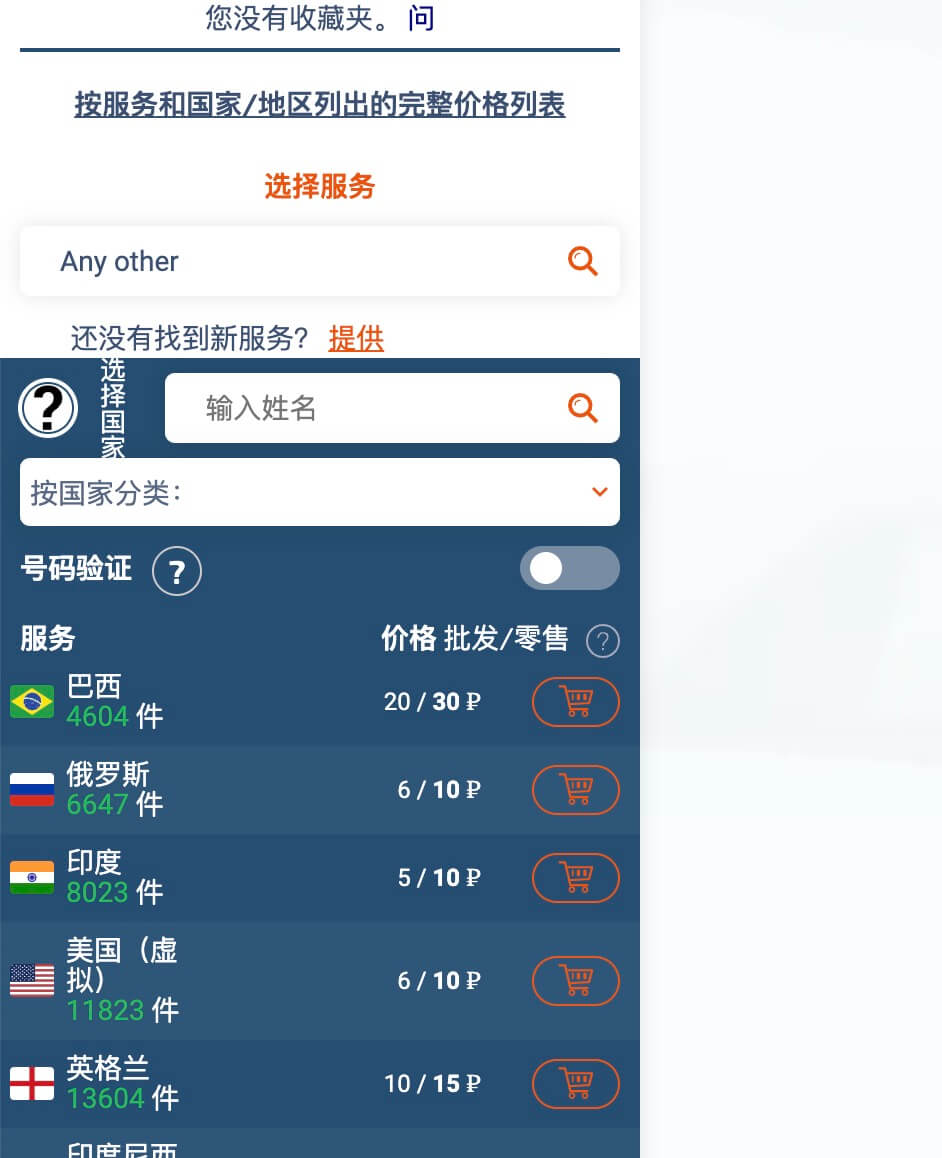 您没有收藏夹。 问
按服务和国家/地区列出的完整价格列表
选择服务
Any other
还没有找到新服务? 提供
?
选择国家
输入姓名
按国家分类:
号码验证 ?
服务 价格 批发/零售 ?
巴西
4604 件
20 / 30 ₽
俄罗斯
6647 件
6 / 10 ₽
印度
8023 件
5 / 10 ₽
美国（虚
拟）
11823 件
6 / 10 ₽
英格兰
13604 件
10 / 15 ₽
印度尼西